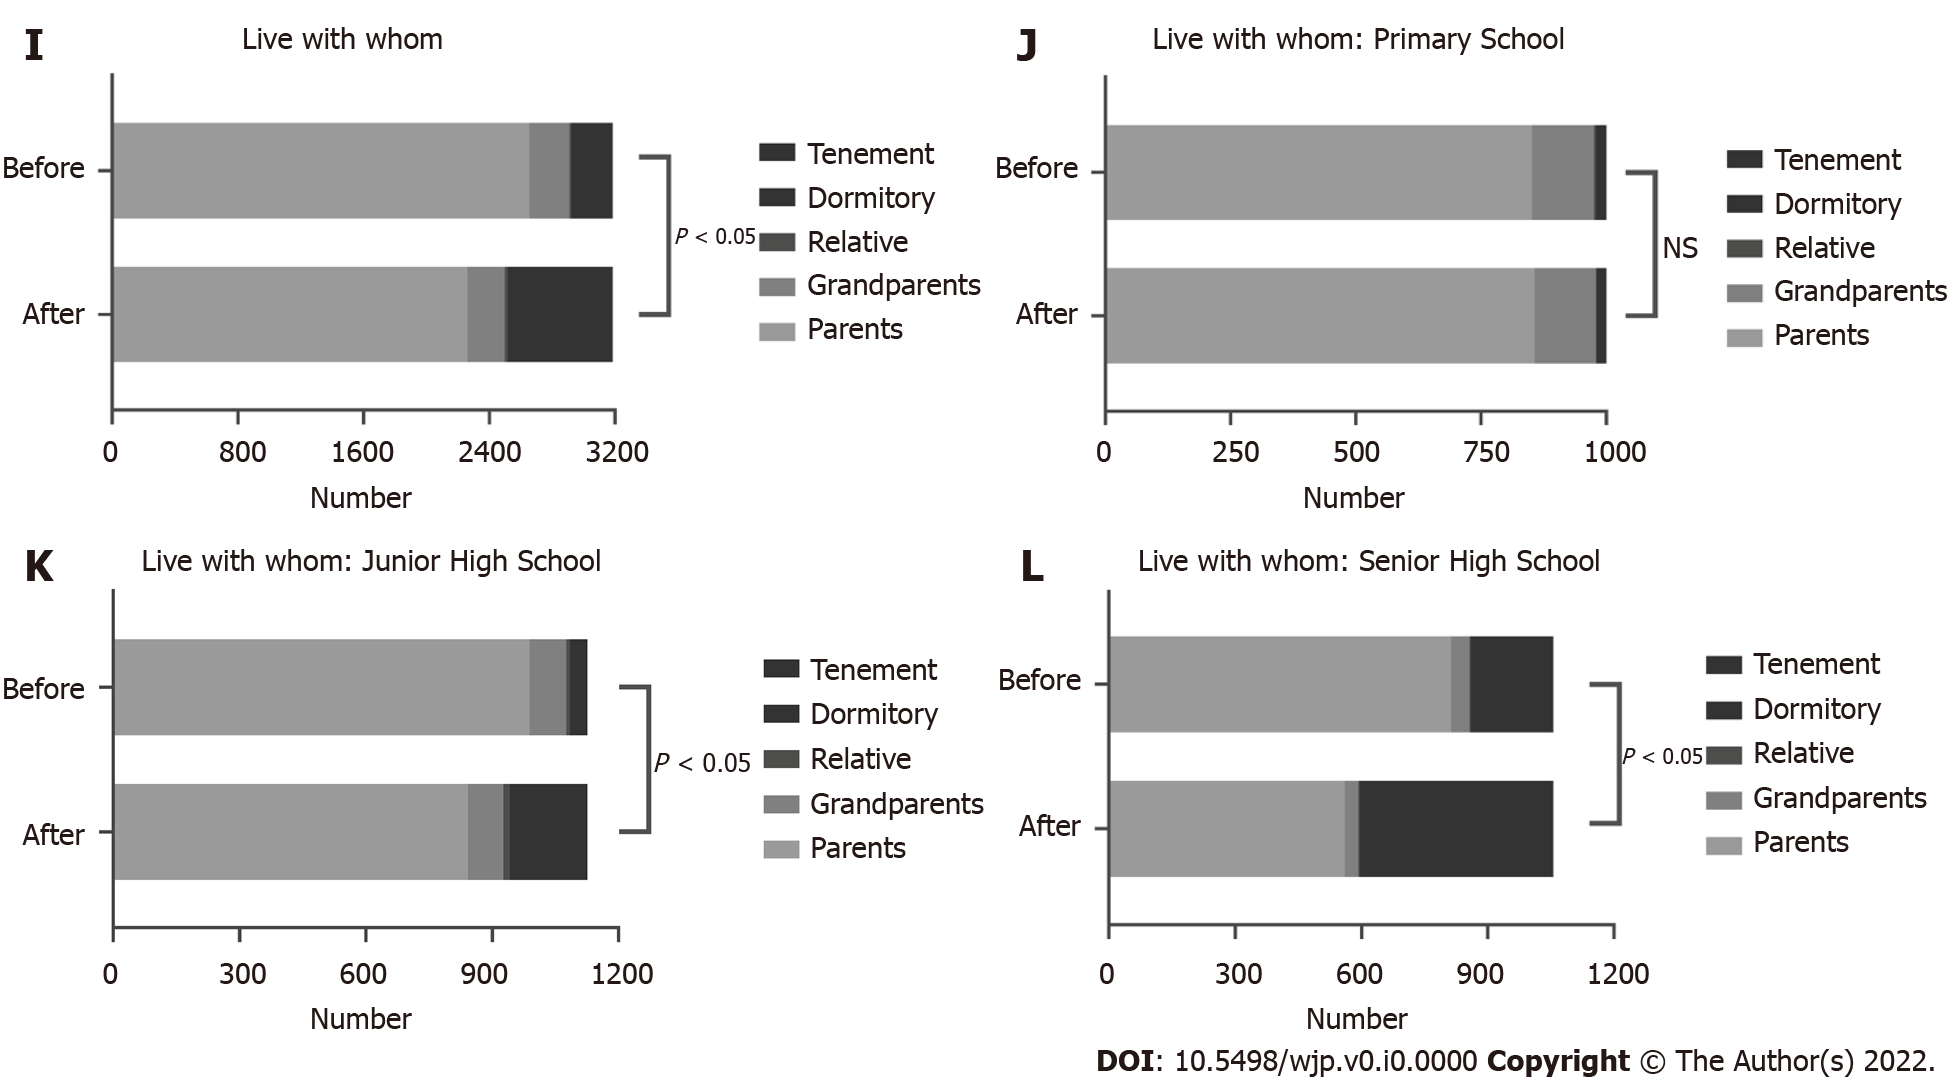 I
Live with whom
Before
After
P < 0.05
Tenement
Dormitory
Relative
Grandparents
Parents
0 800 1600 2400 3200
Number
J
Live with whom: Primary School
Before
After
NS
Tenement
Dormitory
Relative
Grandparents
Parents
0 250 500 750 1000
Number
K
Live with whom: Junior High School
Before
After
P < 0.05
Tenement
Dormitory
Relative
Grandparents
Parents
0 300 600 900 1200
Number
L
Live with whom: Senior High School
Before
After
P < 0.05
Tenement
Dormitory
Relative
Grandparents
Parents
0 300 600 900 1200
Number
DOI: 10.5498/wjp.v0.i0.0000 Copyright © The Author(s) 2022.